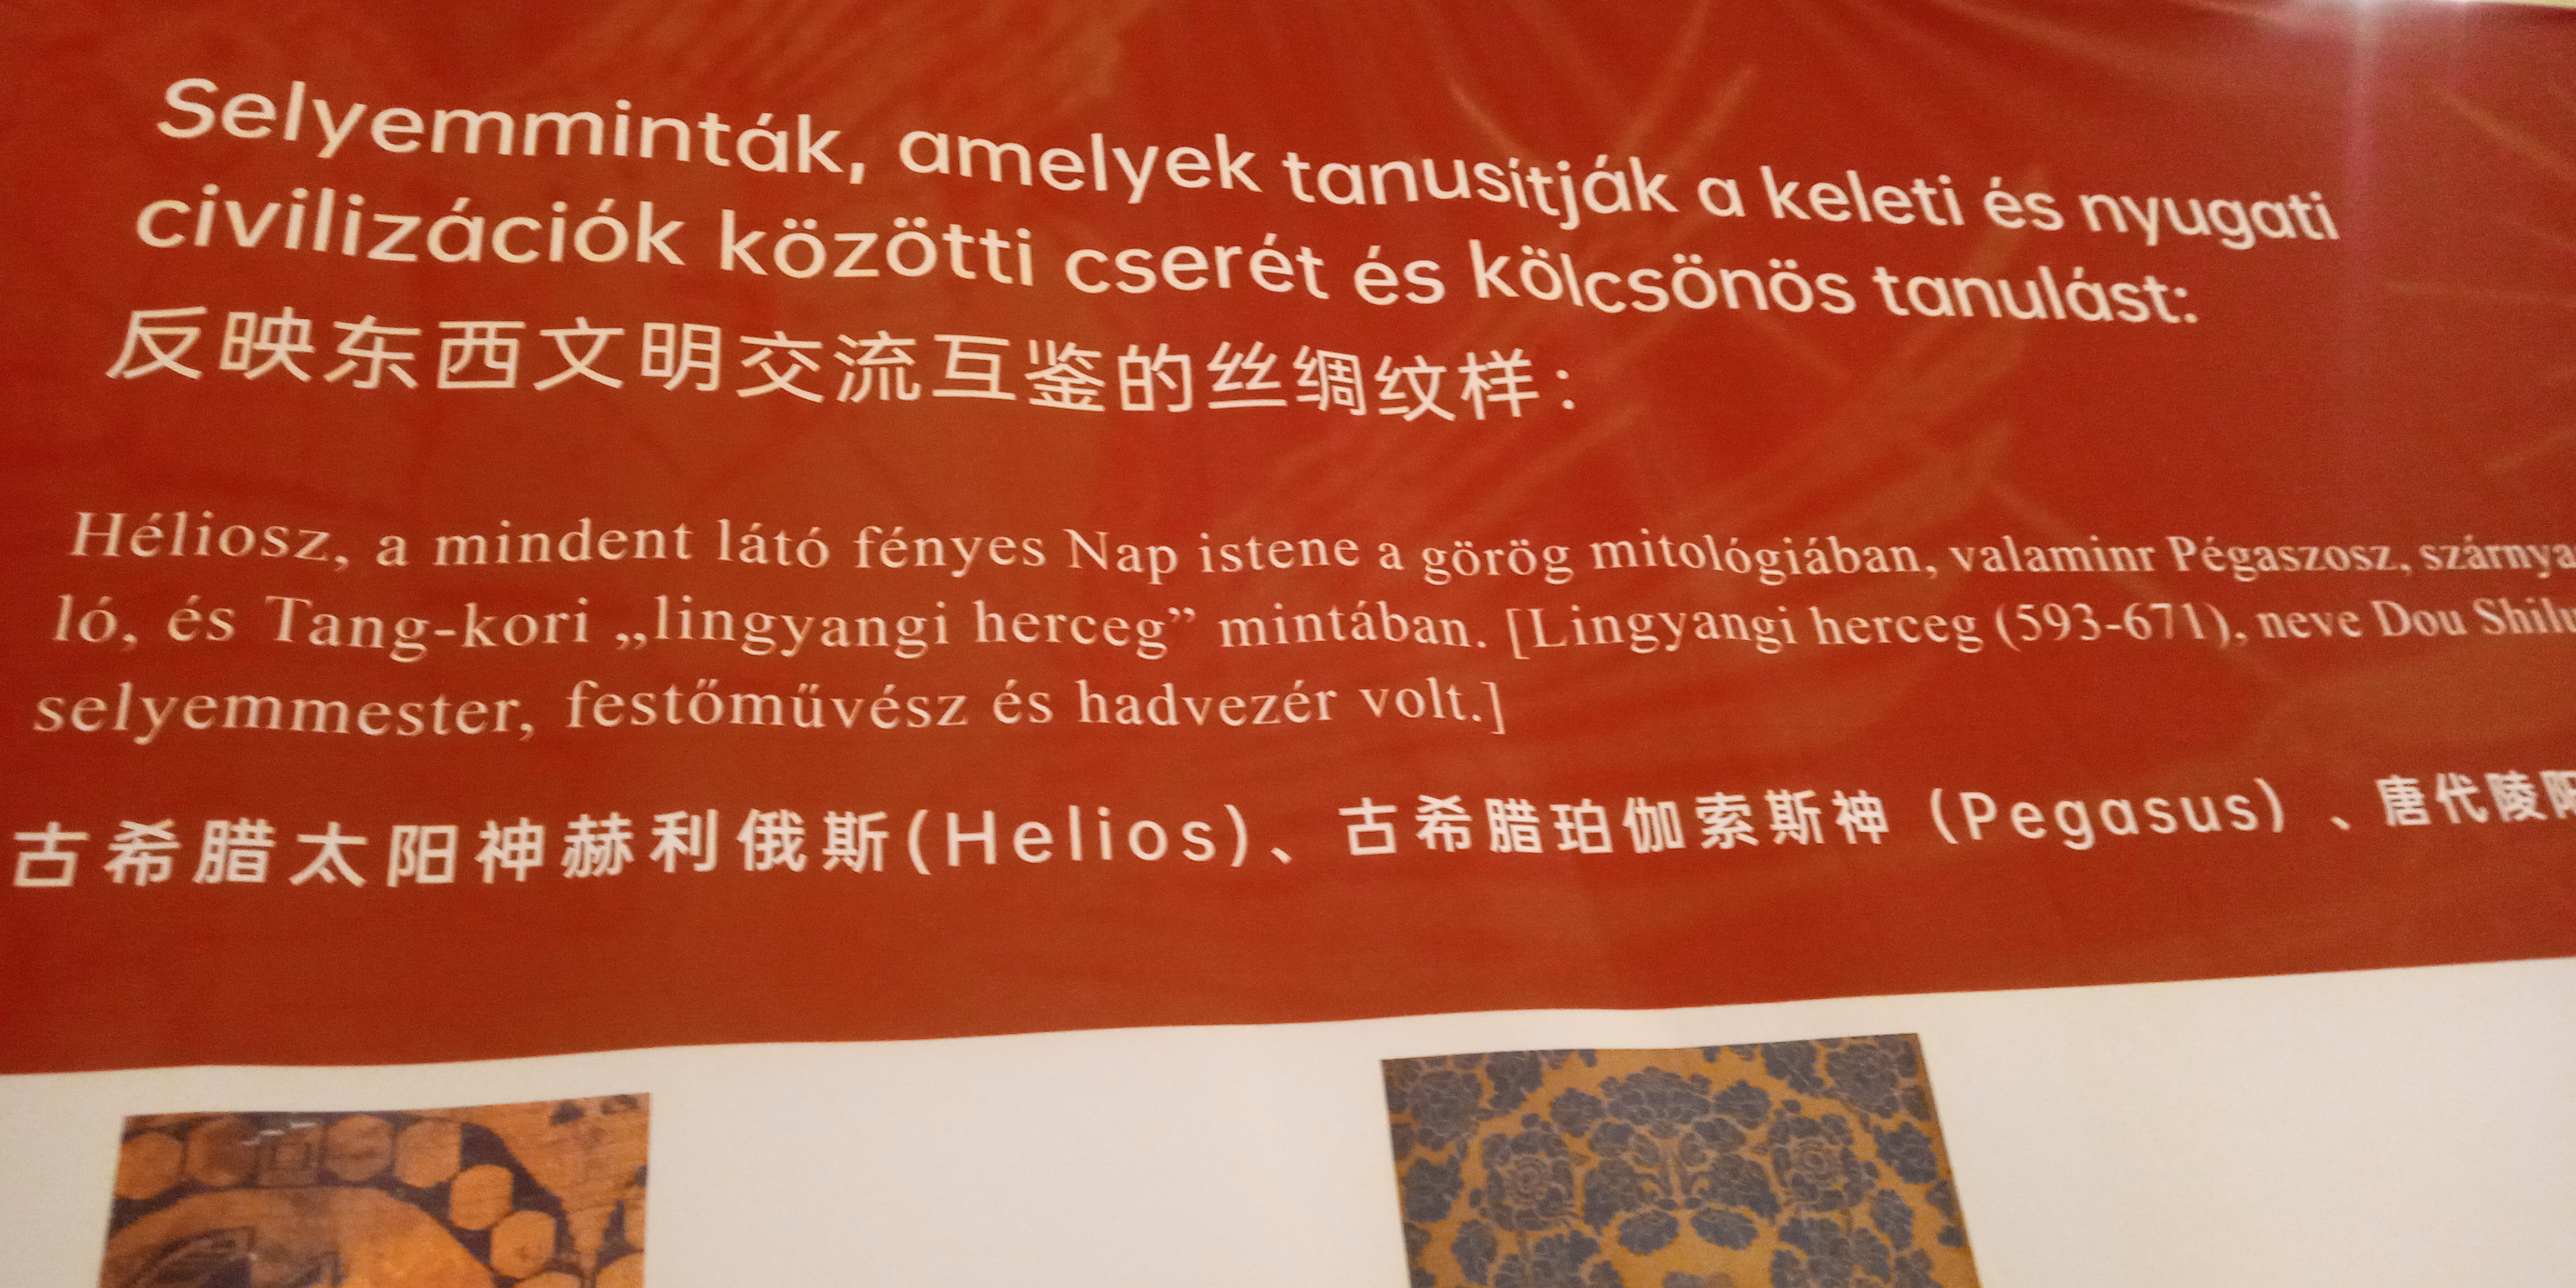 Selyemminták, amelyek tanusítják a keleti és nyugati
civilizációk közötti cserét és kölcsönös tanulást:
反映东西文明交流互鉴的丝绸纹样：
Héliosz, a mindent látó fényes Nap istene a görög mitológiában, valaminr Pégaszosz, szárnya
ló, és Tang-kori „lingyangi herceg” mintában. [Lingyangi herceg (593-671), neve Dou
selyemmester, festőművész és hadvezér volt.]
古希腊太阳神赫利俄斯(Helios)、古希腊珀伽索斯神（Pegasus）、唐代陵阳